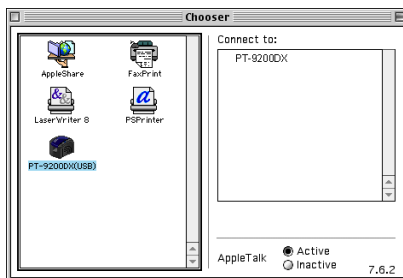 Chooser
AppleShare
FaxPrint
LaserWriter 8
PSPrinter
PT-9200DX(USB)
Connect to:
PT-9200DX
AppleTalk
Active
Inactive
7.6.2